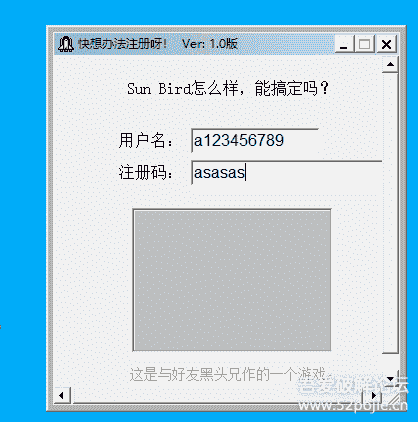 快想办法注册呀! Ver: 1.0版
Sun Bird怎么样，能搞定吗?
用户名： a123456789
注册码： asasas
这是与好友黑头兄作的一个游戏
吾爱破解论坛
www.52pojie.cn